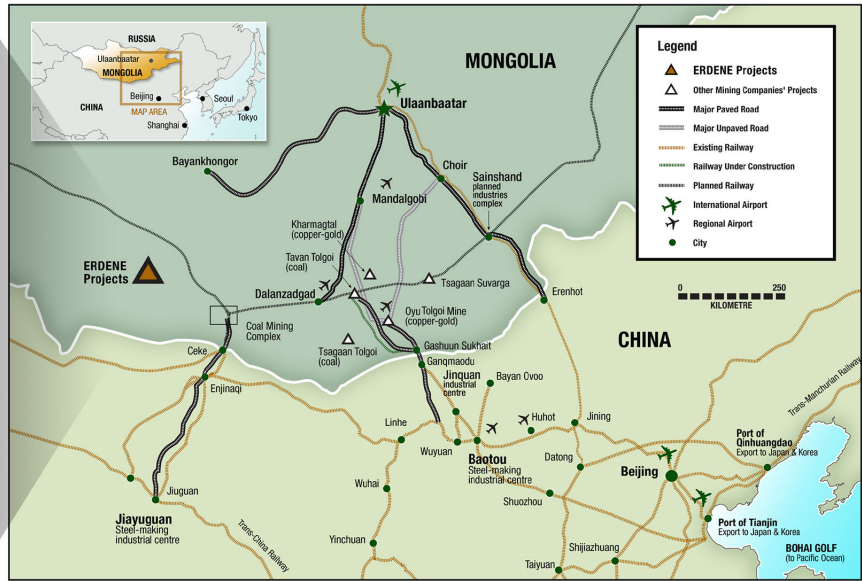 RUSSIA
Ulaanbaatar
MONGOLIA
Beijing
Seoul
CHINA
MAP AREA
Tokyo
Shanghai
MONGOLIA
Ulaanbaatar
Bayankhongor
Choir
Sainshand
planned
industries
complex
Mandalgobi
Kharmagtal
(copper-gold)
Tavan Tolgoi
(coal)
ERDENE
Projects
Tsagaan Suvarga
Dalanzadgad
Erenhot
Oyu Tolgoi Mine
(copper-gold)
Coal Mining
Complex
Tsagaan Tolgoi
(coal)
Gashuun Sukhait
Ceke
Ganqmaodu
CHINA
Jinquan
industrial
centre
Bayan Ovoo
Enjinaqi
Linhe
Huhot
Jining
Wuyuan
Baotou
Steel-making
industrial centre
Datong
Beijing
Port of
Qinhuangdao
Export to Japan & Korea
Trans-Manchurian Railway
Wuhai
Shuozhou
Jiuguan
Jiayuguan
Steel-making
industrial centre
Trans-China Railway
Port of Tianjin
Export to Japan & Korea
Yinchuan
Shijiazhuang
Taiyuan
BOHAI GOLF
(to Pacific Ocean)
Legend
ERDENE Projects
Other Mining Companies' Projects
Major Paved Road
Major Unpaved Road
Existing Railway
Railway Under Construction
Planned Railway
International Airport
Regional Airport
City
0 250
KILOMETRE